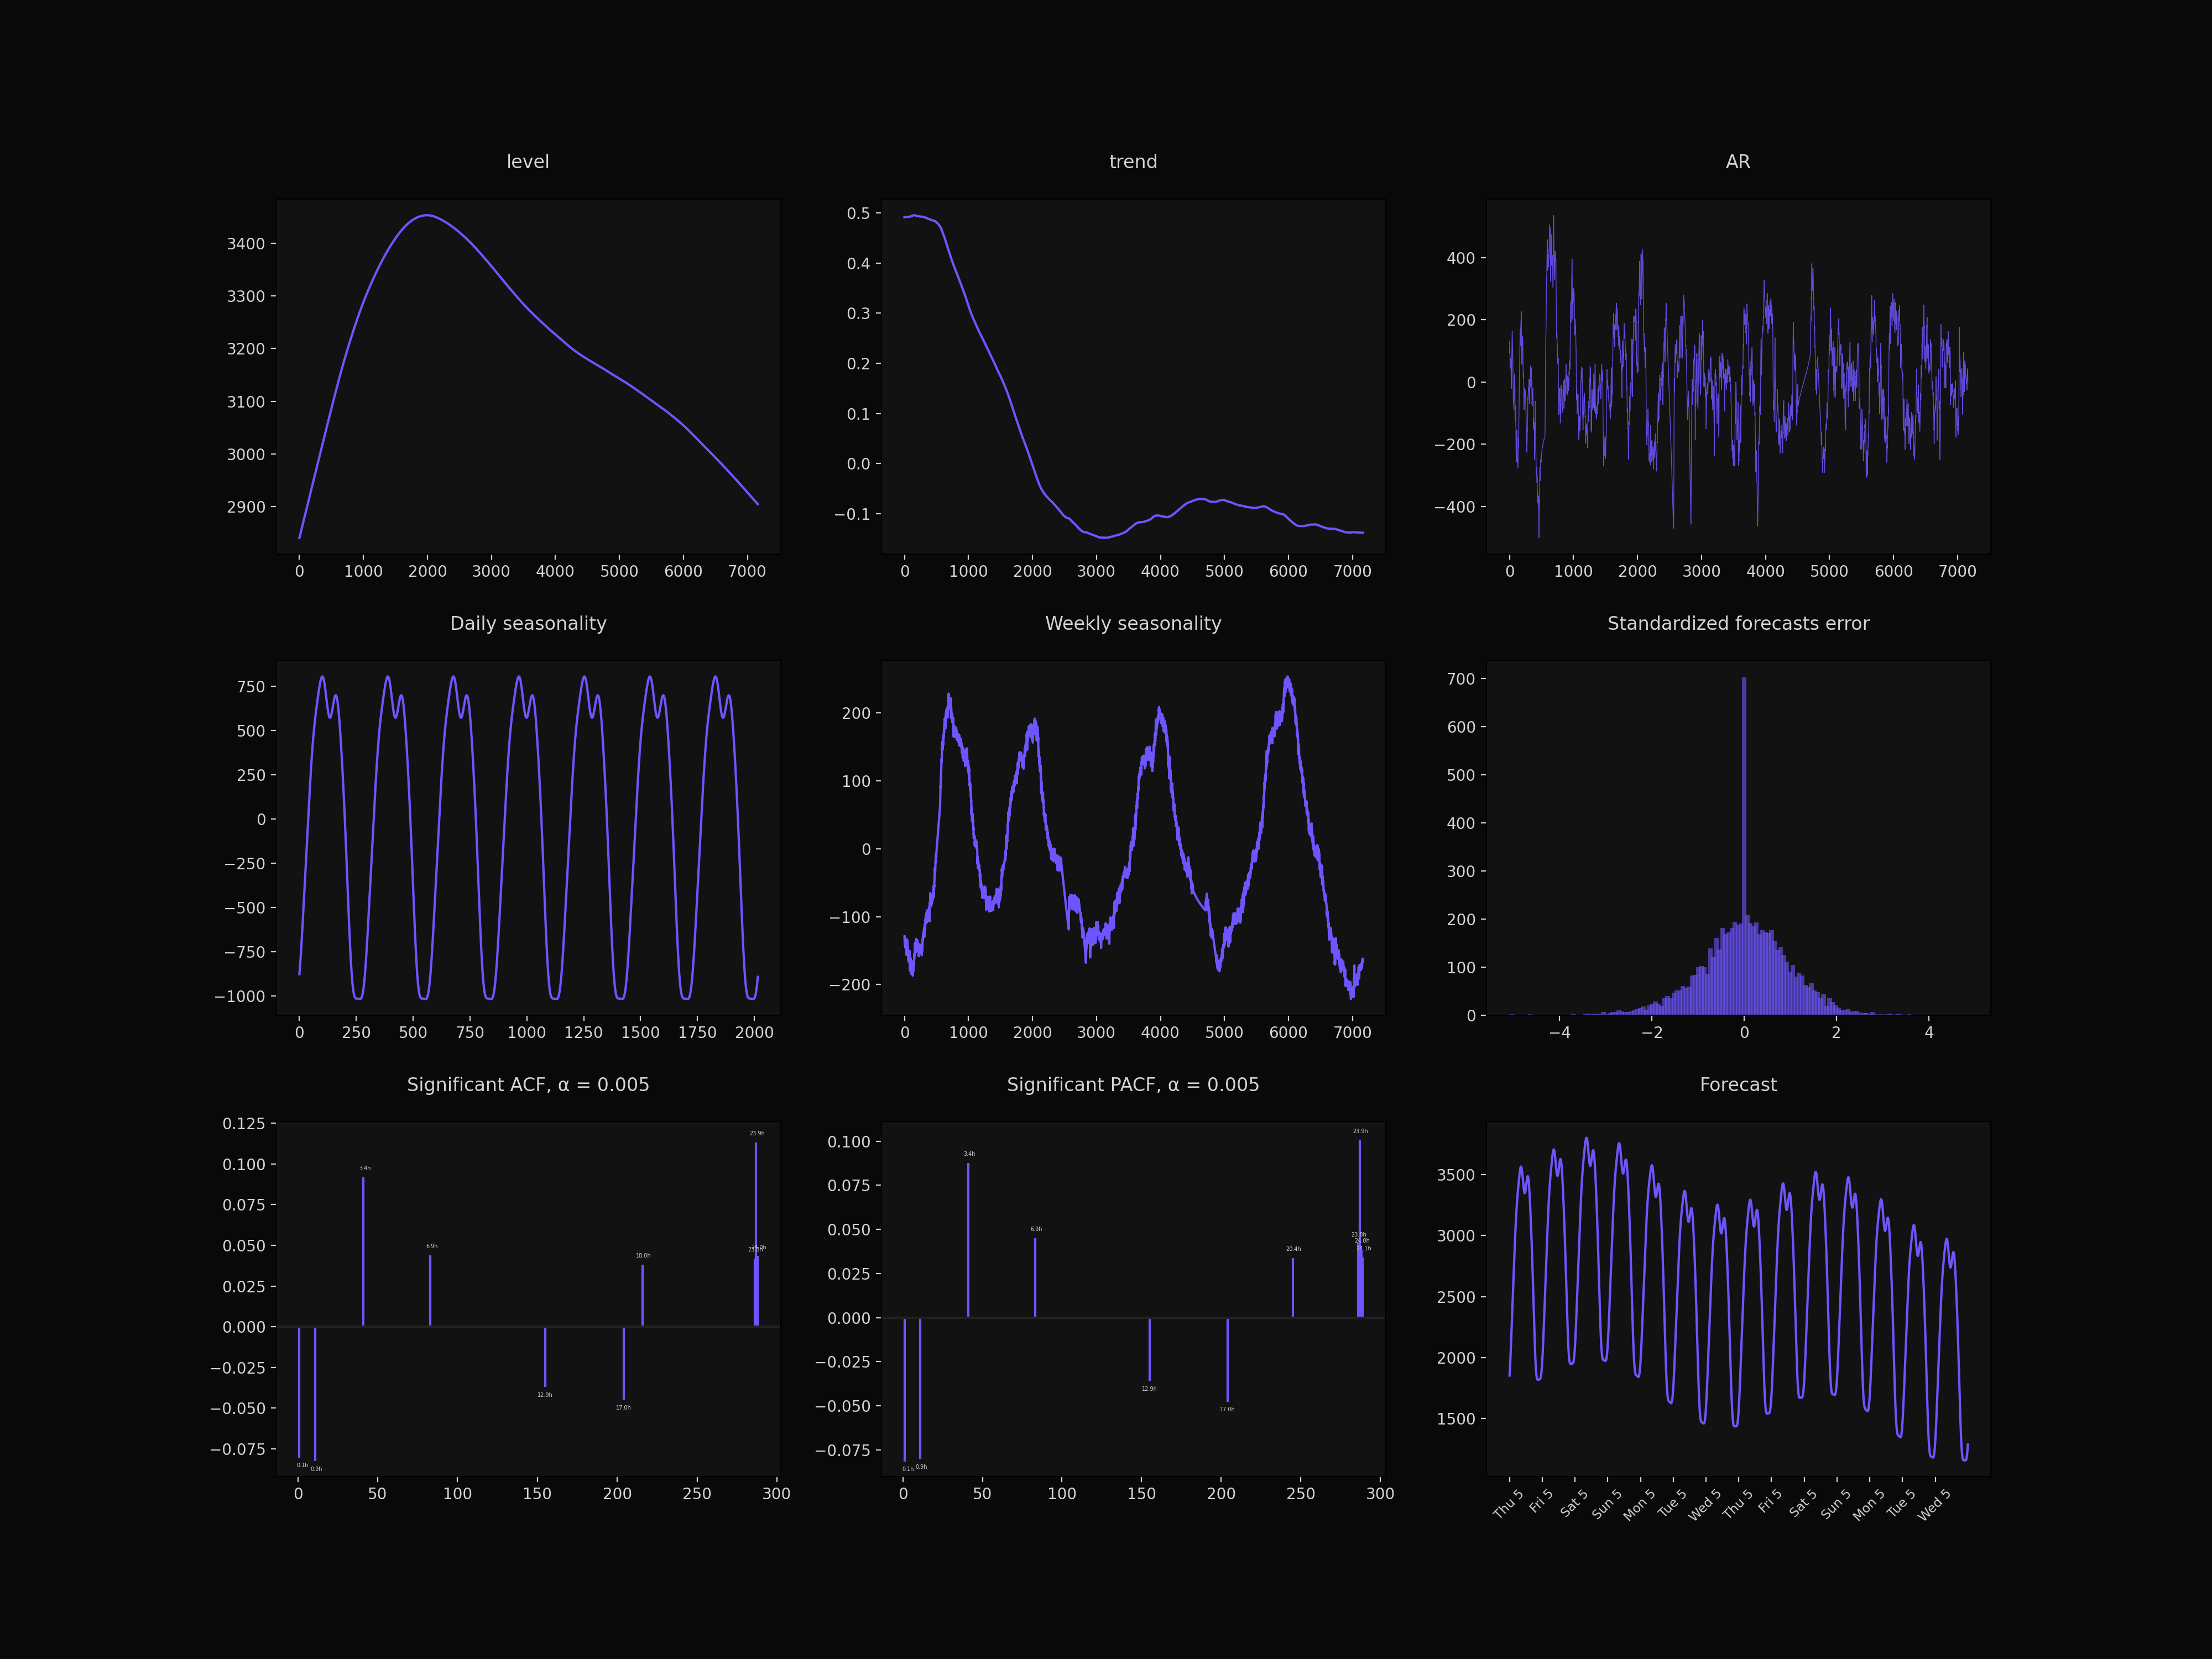 level
trend
AR
3400
3300
3200
3100
3000
2900
0 1000 2000 3000 4000 5000 6000 7000
0.5
0.4
0.3
0.2
0.1
0.0
−0.1
0 1000 2000 3000 4000 5000 6000 7000
400
200
0
−200
−400
0 1000 2000 3000 4000 5000 6000 7000
Daily seasonality
Weekly seasonality
Standardized forecasts error
750
500
250
0
−250
−500
−750
−1000
0 250 500 750 1000 1250 1500 1750 2000
200
100
0
−100
−200
0 1000 2000 3000 4000 5000 6000 7000
700
600
500
400
300
200
100
0
−4 −2 0 2 4
Significant ACF, α = 0.005
Significant PACF, α = 0.005
Forecast
0.125
0.100
0.075
0.050
0.025
0.000
−0.025
−0.050
−0.075
23.9h
3.4h
6.9h
18.0h
12.9h
17.0h
0.1h
0.9h
0 50 100 150 200 250 300
0.100
0.075
0.050
0.025
0.000
−0.025
−0.050
−0.075
23.9h
3.4h
6.9h
20.4h
24.0h
12.9h
17.0h
0.1h
0.9h
0 50 100 150 200 250 300
3500
3000
2500
2000
1500
Thu 5
Fri 5
Sat 5
Sun 5
Mon 5
Tue 5
Wed 5
Thu 5
Fri 5
Sat 5
Sun 5
Mon 5
Tue 5
Wed 5